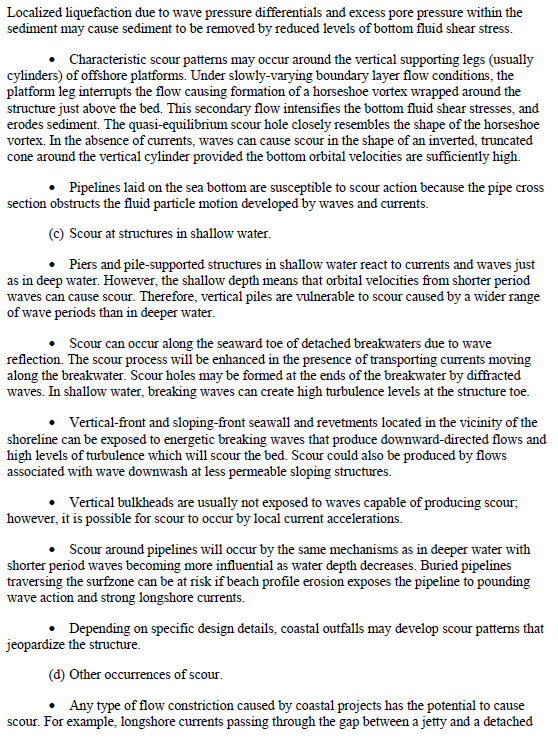 Localized liquefaction due to wave pressure differentials and excess pore pressure within the
sediment may cause sediment to be removed by reduced levels of bottom fluid shear stress.
• Characteristic scour patterns may occur around the vertical supporting legs (usually
cylinders) of offshore platforms. Under slowly-varying boundary layer flow conditions, the
platform leg interrupts the flow causing formation of a horseshoe vortex wrapped around the
structure just above the bed. This secondary flow intensifies the bottom fluid shear stresses, and
erodes sediment. The quasi-equilibrium scour hole closely resembles the shape of the horseshoe
vortex. In the absence of currents, waves can cause scour in the shape of an inverted, truncated
cone around the vertical cylinder provided the bottom orbital velocities are sufficiently high.
• Pipelines laid on the sea bottom are susceptible to scour action because the pipe cross
section obstructs the fluid particle motion developed by waves and currents.
(c) Scour at structures in shallow water.
• Piers and pile-supported structures in shallow water react to currents and waves just
as in deep water. However, the shallow depth means that orbital velocities from shorter period
waves can cause scour. Therefore, vertical piles are vulnerable to scour caused by a wider range
of wave periods than in deeper water.
• Scour can occur along the seaward toe of detached breakwaters due to wave
reflection. The scour process will be enhanced in the presence of transporting currents moving
along the breakwater. Scour holes may be formed at the ends of the breakwater by diffracted
waves. In shallow water, breaking waves can create high turbulence levels at the structure toe.
• Vertical-front and sloping-front seawall and revetments located in the vicinity of the
shoreline can be exposed to energetic breaking waves that produce downward-directed flows and
high levels of turbulence which will scour the bed. Scour could also be produced by flows
associated with wave downwash at less permeable sloping structures.
• Vertical bulkheads are usually not exposed to waves capable of producing scour;
however, it is possible for scour to occur by local current accelerations.
• Scour around pipelines will occur by the same mechanisms as in deeper water with
shorter period waves becoming more influential as water depth decreases. Buried pipelines
traversing the surfzone can be at risk if beach profile erosion exposes the pipeline to pounding
wave action and strong longshore currents.
• Depending on specific design details, coastal outfalls may develop scour patterns that
jeopardize the structure.
(d) Other occurrences of scour.
• Any type of flow constriction caused by coastal projects has the potential to cause
scour. For example, longshore currents passing through the gap between a jetty and a detached